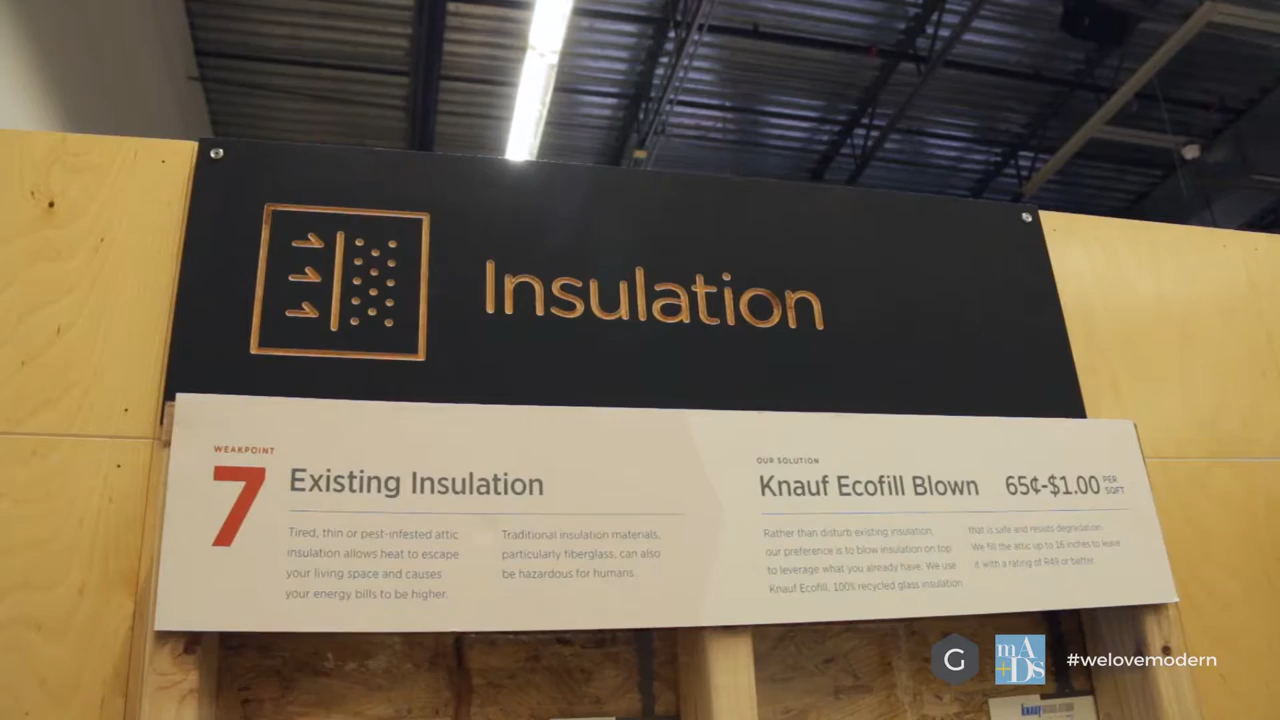 Insulation
WEAKPOINT
7
Existing Insulation
Tired, thin or pest-infested attic
insulation allows heat to escape
your living space and causes
your energy bills to be higher.
Traditional insulation materials,
particularly fiberglass, can also
be hazardous for humans.
OUR SOLUTION
Knauf Ecofill Blown
65¢-$1.00 PER
SQFT
Rather than disturb existing insulation,
our preference is to blow insulation on top
to leverage what you already have. We use
Knauf Ecofill, 100% recycled glass insulation
that is safe and resists degredation.
We fill the attic up to 16 inches to leave
it with a rating of R49 or better.
G
mA
+Ds
#welovemodern
KNAUF INSULATION